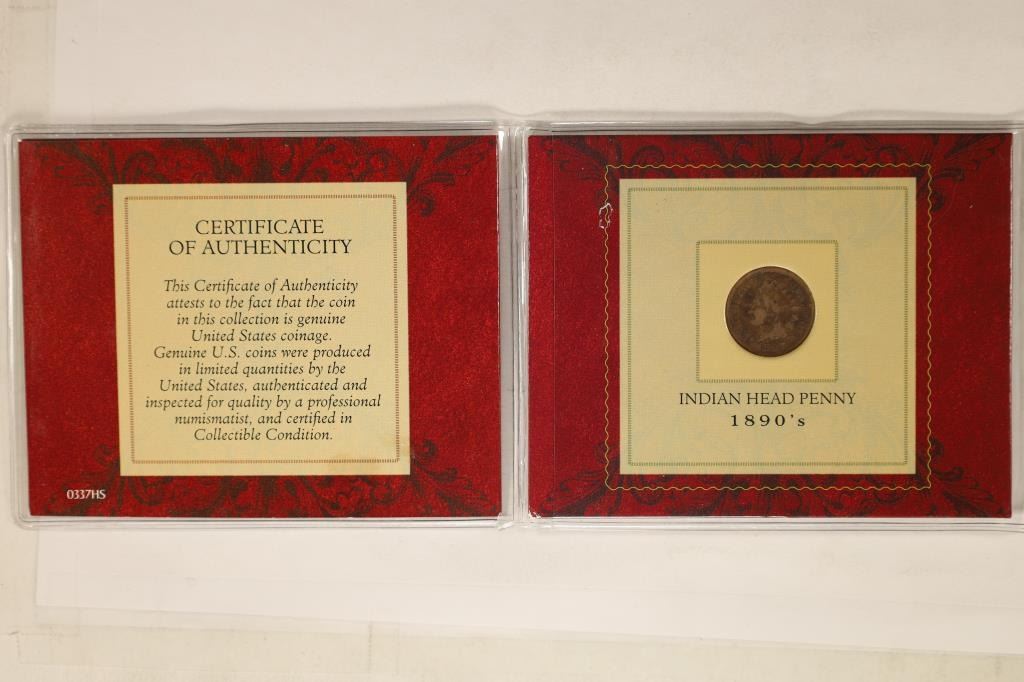 CERTIFICATE
OF AUTHENTICITY
This Certificate of Authenticity
attests to the fact that the coin
in this collection is genuine
United States coinage.
Genuine U.S. coins were produced
in limited quantities by the
United States, authenticated and
inspected for quality by a professional
numismatist, and certified in
Collectible Condition.
0337HS
INDIAN HEAD PENNY
1890's